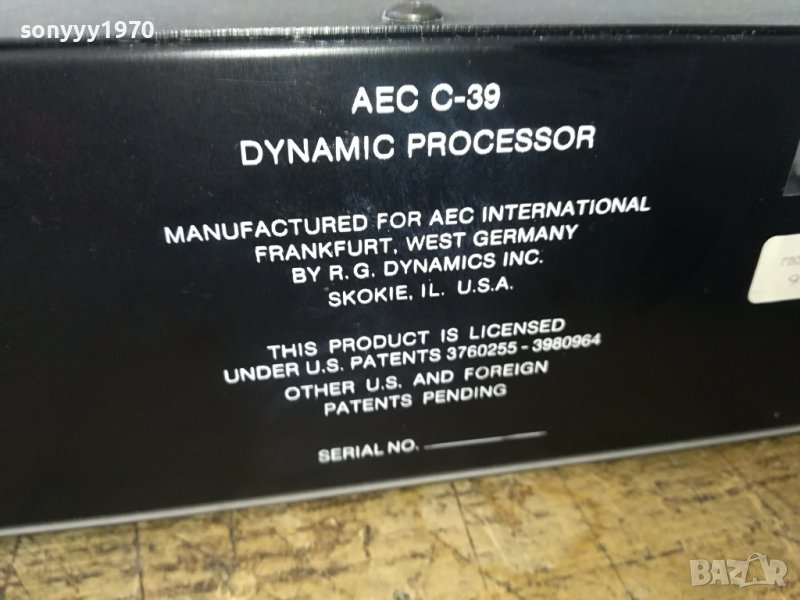 sonyyy1970
AEC C-39
DYNAMIC PROCESSOR
MANUFACTURED FOR AEC INTERNATIONAL
FRANKFURT, WEST GERMANY
BY R. G. DYNAMICS INC.
SKOKIE, IL. U.S.A.
THIS PRODUCT IS LICENSED
UNDER U.S. PATENTS 3760255 - 3980964
OTHER U.S. AND FOREIGN
PATENTS PENDING
SERIAL NO.
BAZAR